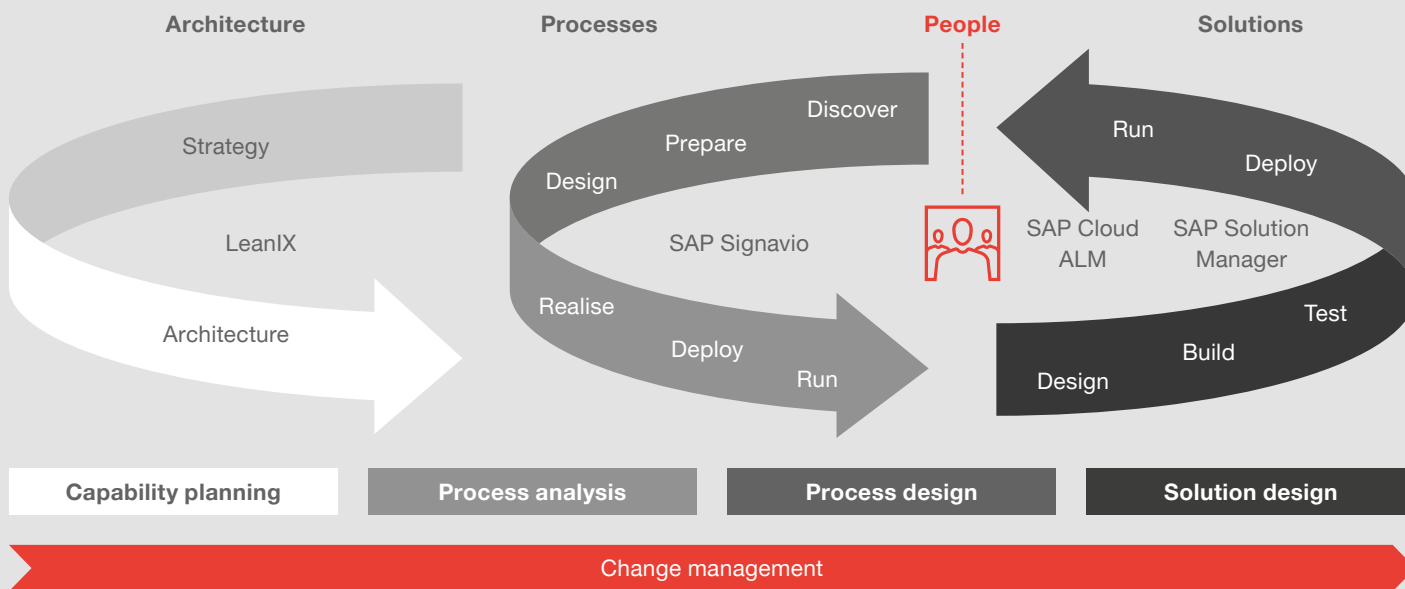 Architecture
Processes
People
Solutions
Strategy
LeanIX
Architecture
Discover
Prepare
Design
SAP Signavio
Realise
Deploy
Run
Run
Deploy
SAP Cloud
ALM
SAP Solution
Manager
Test
Build
Design
Capability planning
Process analysis
Process design
Solution design
Change management